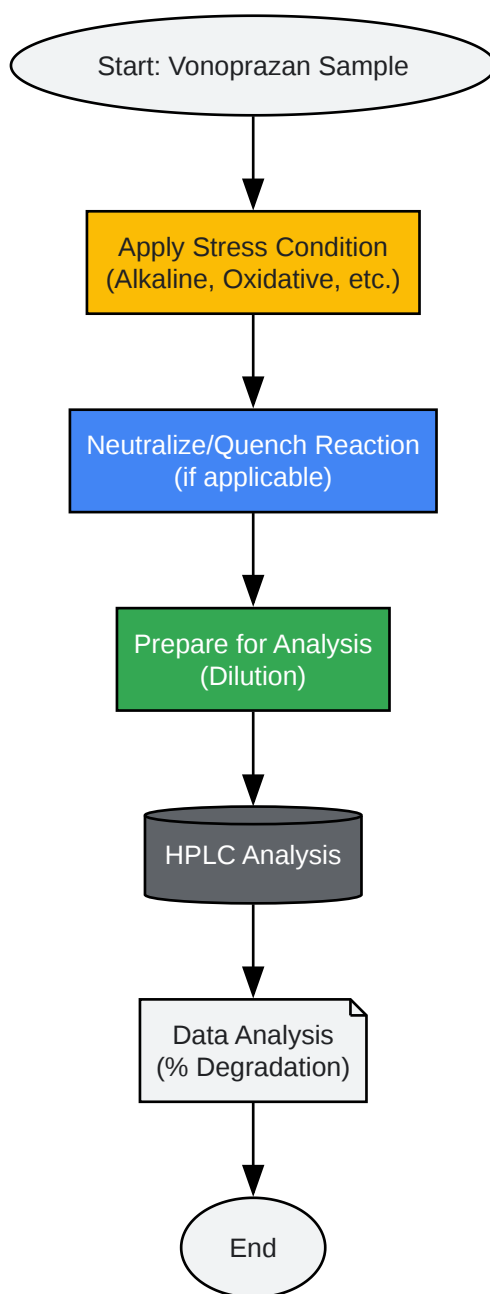 Start: Vonoprazan Sample
Apply Stress Condition
(Alkaline, Oxidative, etc.)
Neutralize/Quench Reaction
(if applicable)
Prepare for Analysis
(Dilution)
HPLC Analysis
Data Analysis
(% Degradation)
End